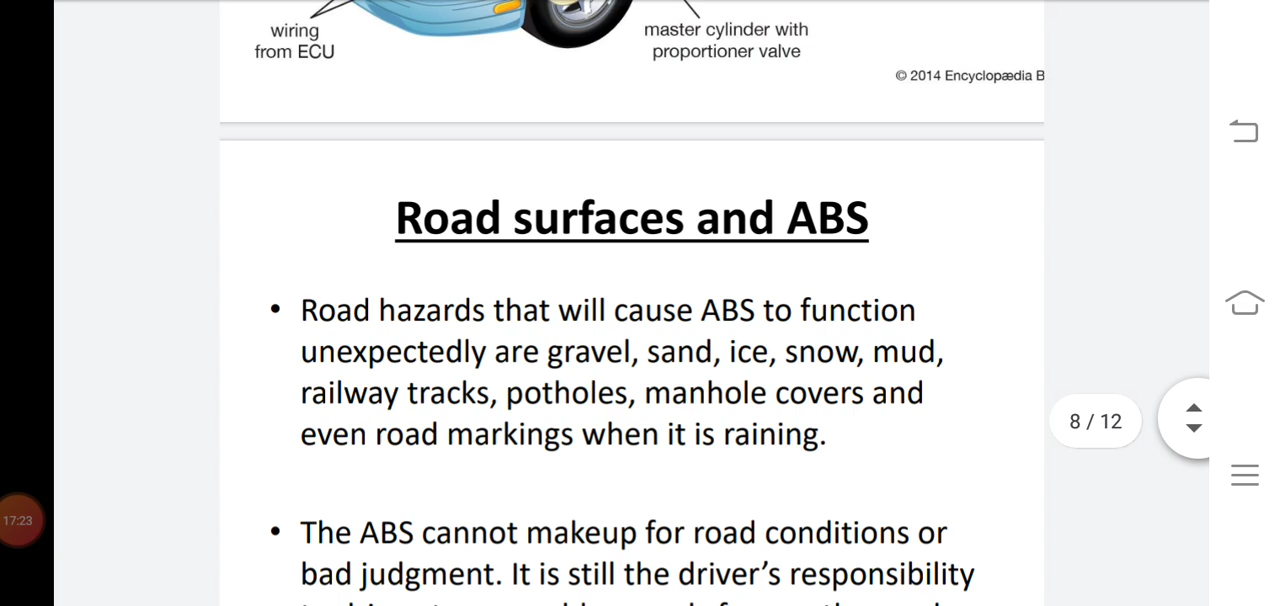 wiring
from ECU
master cylinder with
proportioner valve
© 2014 Encyclopædia B
Road surfaces and ABS
• Road hazards that will cause ABS to function
unexpectedly are gravel, sand, ice, snow, mud,
railway tracks, potholes, manhole covers and
even road markings when it is raining.
8 / 12
17:23
• The ABS cannot makeup for road conditions or
bad judgment. It is still the driver’s responsibility